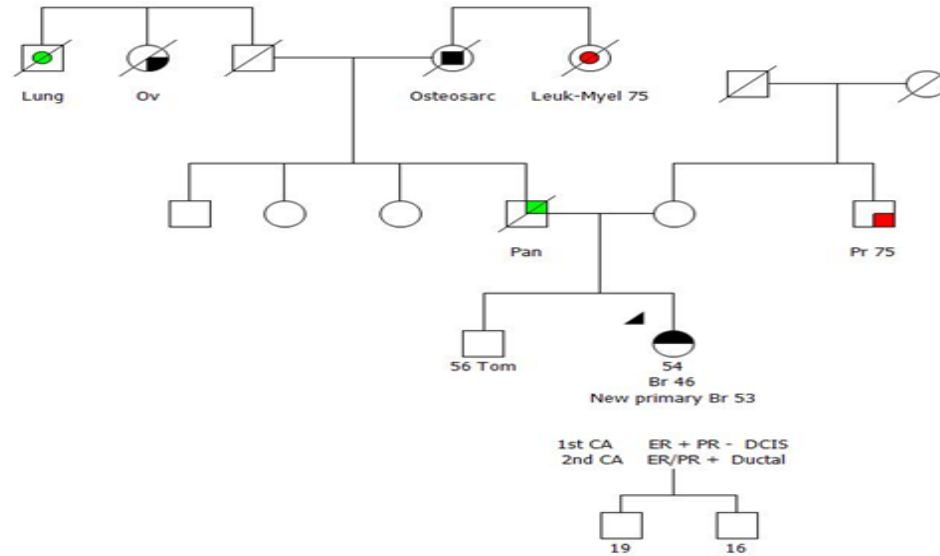 Lung Ov Osteosarc Leuk-Myel 75
Pan Pr 75
56 Tom 54
Br 46
New primary Br 53
1st CA ER + PR - DCIS
2nd CA ER/PR + Ductal
19 16